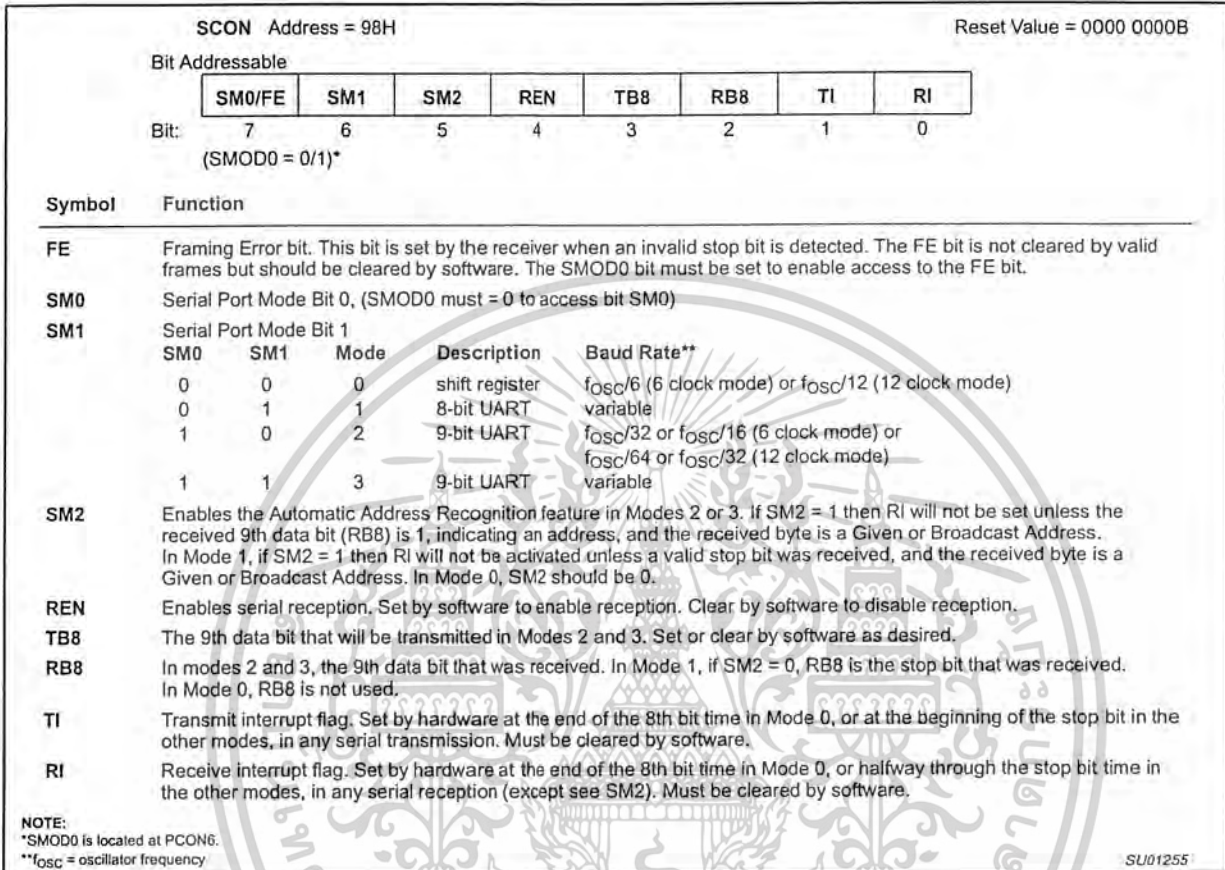 SCON Address = 98H Reset Value = 0000 0000B
Bit Addressable
SM0/FE SM1 SM2 REN TB8 RB8 TI RI
Bit: 7 6 5 4 3 2 1 0
(SMOD0 = 0/1)*
Symbol Function
FE Framing Error bit. This bit is set by the receiver when an invalid stop bit is detected. The FE bit is not cleared by valid
frames but should be cleared by software. The SMOD0 bit must be set to enable access to the FE bit.
SM0 Serial Port Mode Bit 0, (SMOD0 must = 0 to access bit SM0)
SM1 Serial Port Mode Bit 1
SM0 SM1 Mode Description Baud Rate**
0 0 0 shift register fOSC/6 (6 clock mode) or fOSC/12 (12 clock mode)
0 1 1 8-bit UART variable
1 0 2 9-bit UART fOSC/32 or fOSC/16 (6 clock mode) or
fOSC/64 or fOSC/32 (12 clock mode)
1 1 3 9-bit UART variable
SM2 Enables the Automatic Address Recognition feature in Modes 2 or 3. If SM2 = 1 then RI will not be set unless the
received 9th data bit (RB8) is 1, indicating an address, and the received byte is a Given or Broadcast Address.
In Mode 1, if SM2 = 1 then RI will not be activated unless a valid stop bit was received, and the received byte is a
Given or Broadcast Address. In Mode 0, SM2 should be 0.
REN Enables serial reception. Set by software to enable reception. Clear by software to disable reception.
TB8 The 9th data bit that will be transmitted in Modes 2 and 3. Set or clear by software as desired.
RB8 In modes 2 and 3, the 9th data bit that was received. In Mode 1, if SM2 = 0, RB8 is the stop bit that was received.
In Mode 0, RB8 is not used.
TI Transmit interrupt flag. Set by hardware at the end of the 8th bit time in Mode 0, or at the beginning of the stop bit in the
other modes, in any serial transmission. Must be cleared by software.
RI Receive interrupt flag. Set by hardware at the end of the 8th bit time in Mode 0, or halfway through the stop bit time in
the other modes, in any serial reception (except see SM2). Must be cleared by software.
NOTE:
*SMOD0 is located at PCON6.
**fOSC = oscillator frequency SU01255